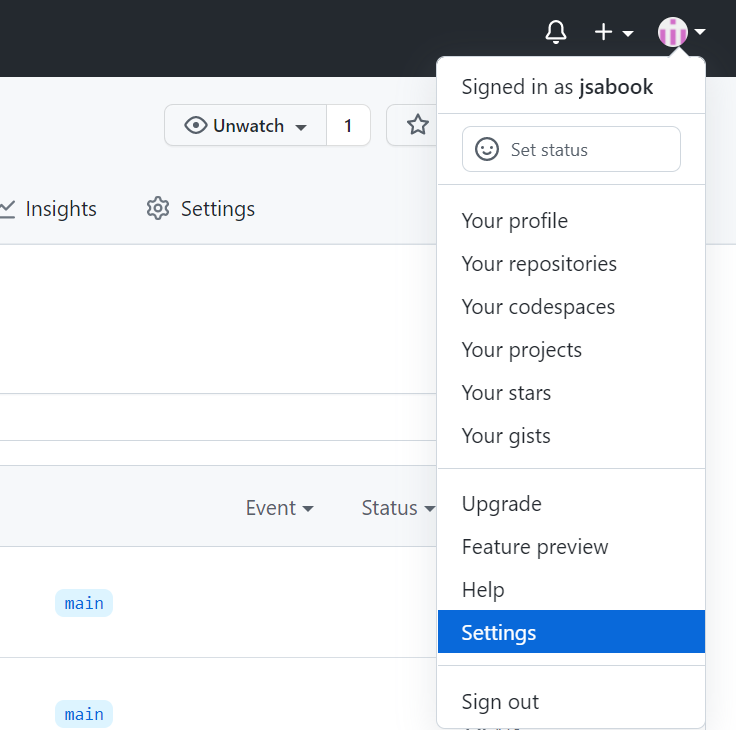 Signed in as jsabook
Unwatch 1
Set status
Insights Settings
Your profile
Your repositories
Your codespaces
Your projects
Your stars
Your gists
Event Status
Upgrade
Feature preview
Help
main
Settings
Sign out
main